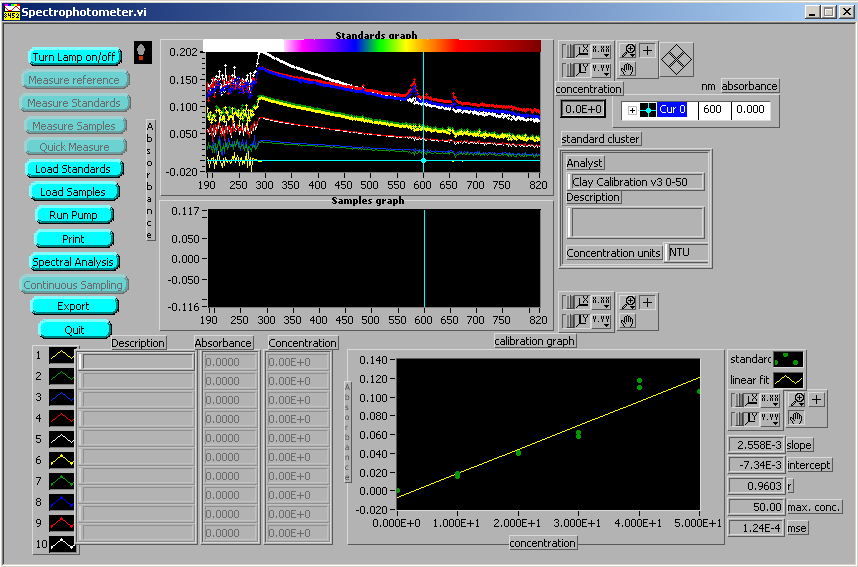 Spectrophotometer.vi
Standards graph
Turn Lamp on/off
Measure reference
Measure Standards
Measure Samples
Quick Measure
Load Standards
Load Samples
Run Pump
Print
Spectral Analysis
Continuous Sampling
Export
Quit
Absorbance
0.202
0.150
0.100
0.050
-0.020
190 250 300 350 400 450 500 550 600 650 700 750 820
Samples graph
0.117
0.050
0.000
-0.050
-0.116
190 250 300 350 400 450 500 550 600 650 700 750 820
X X.XX
Y Y.YY
concentration
0.0E+0
nm absorbance
Cur 0 600 0.000
standard cluster
Analyst
Clay Calibration v3 0-50
Description
Concentration units NTU
X X.XX
Y Y.YY
Description Absorbance Concentration
1 0.0000 0.00E+0
2 0.0000 0.00E+0
3 0.0000 0.00E+0
4 0.0000 0.00E+0
5 0.0000 0.00E+0
6 0.0000 0.00E+0
7 0.0000 0.00E+0
8 0.0000 0.00E+0
9 0.0000 0.00E+0
10 0.0000 0.00E+0
calibration graph
Absorbance
0.140
0.120
0.100
0.080
0.060
0.040
0.020
0.000
-0.020
0.000E+0 1.000E+1 2.000E+1 3.000E+1 4.000E+1 5.000E+1
concentration
standard
linear fit
X X.XX
Y Y.YY
2.558E-3 slope
-7.34E-3 intercept
0.9603 r
50.00 max. conc.
1.24E-4 mse